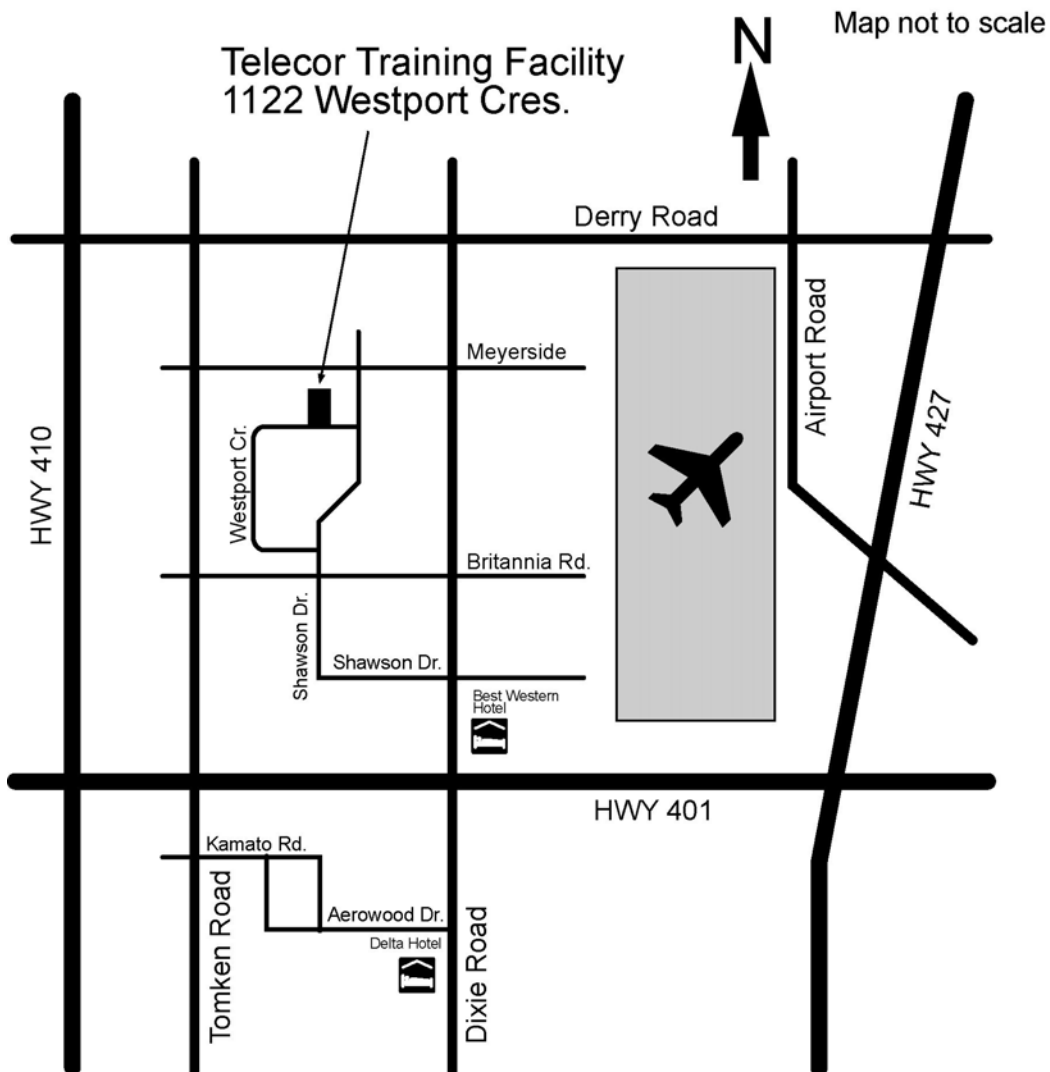 Map not to scale
N
Telecor Training Facility
1122 Westport Cres.
Derry Road
Airport Road
Meyerside
HWY 427
HWY 410
Westport Cr.
Britannia Rd.
Shawson Dr.
Shawson Dr.
Best Western
Hotel
HWY 401
Kamato Rd.
Tomken Road
Aerowood Dr.
Delta Hotel
Dixie Road